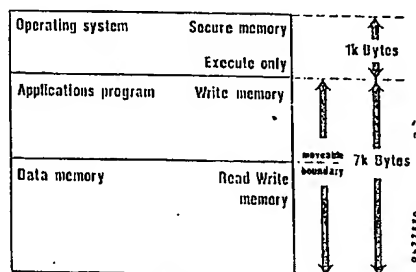 Operating system Secure memory
1k Bytes
Execute only
Applications program Write memory
moveable
boundary
7k Bytes
Data memory Read Write
memory